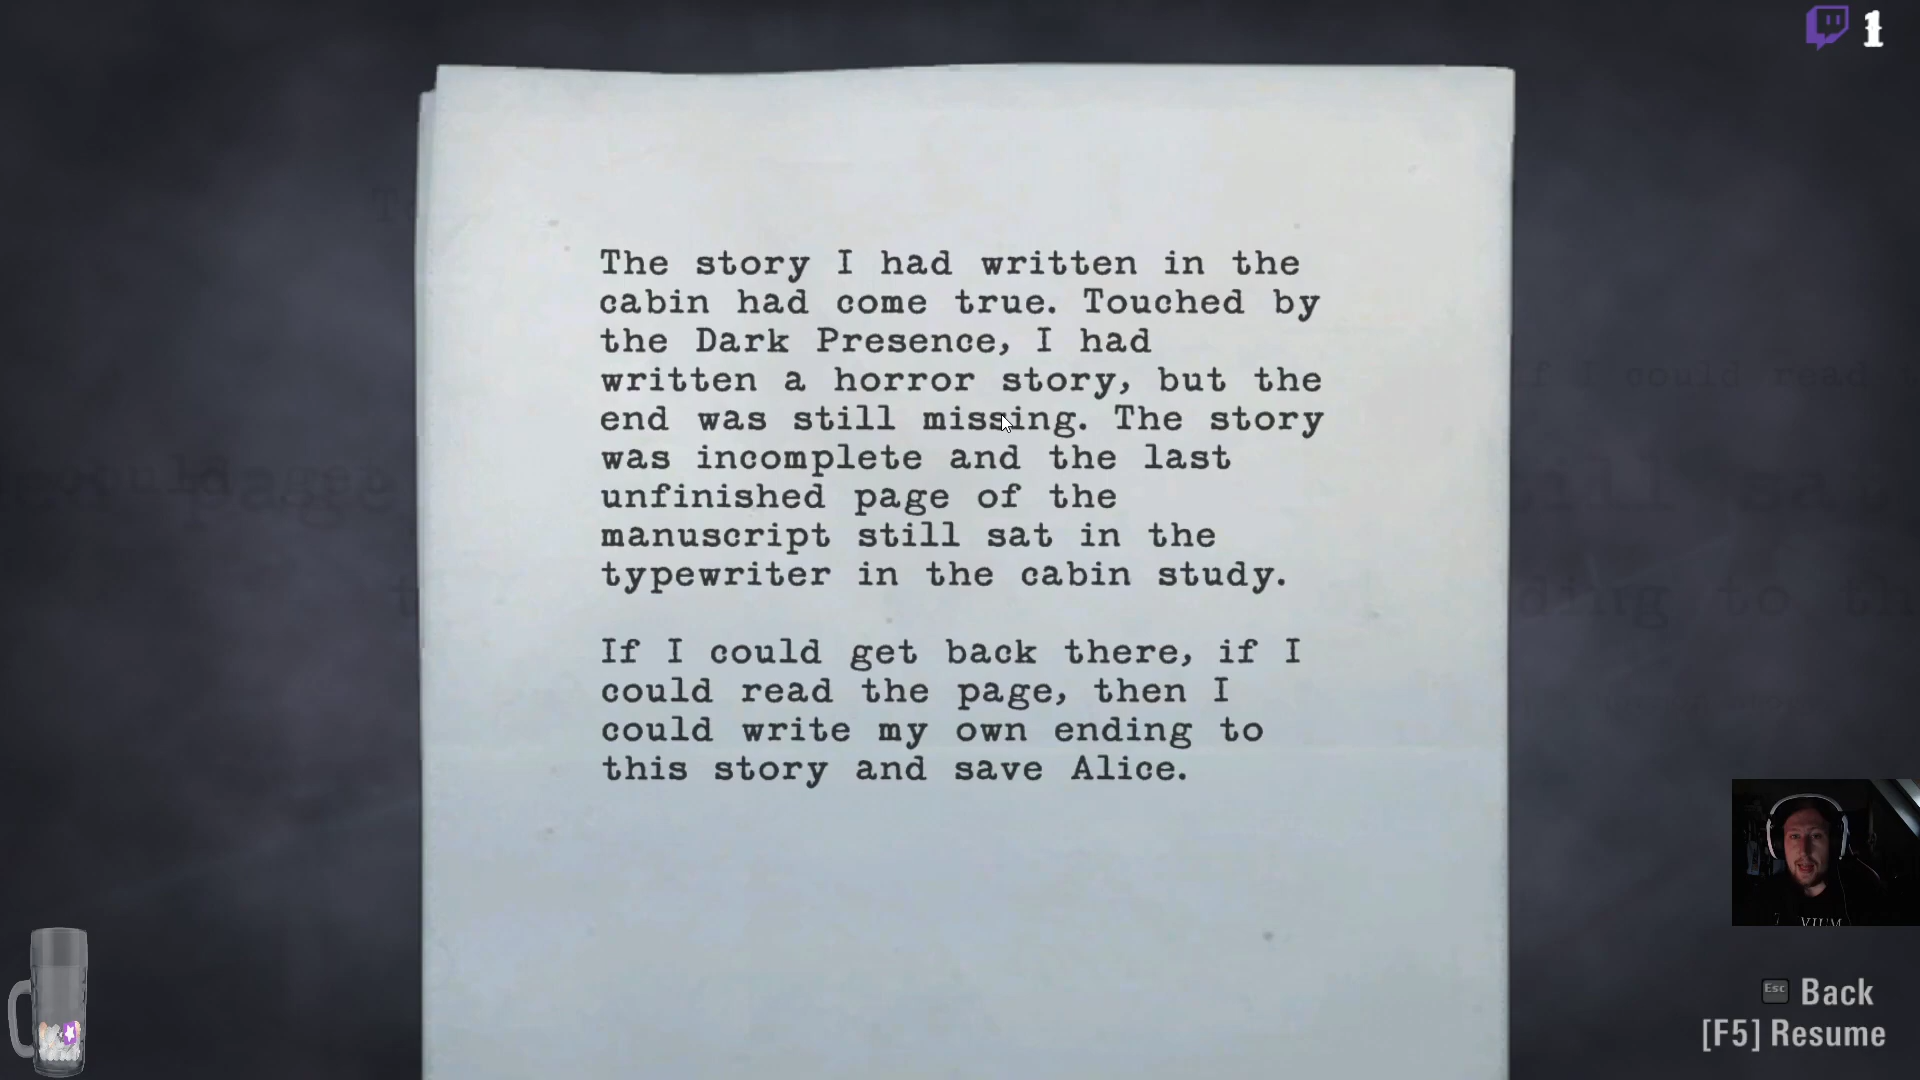 1
The story I had written in the
cabin had come true. Touched by
the Dark Presence, I had
written a horror story, but the
end was still missing. The story
was incomplete and the last
unfinished page of the
manuscript still sat in the
typewriter in the cabin study.
If I could get back there, if I
could read the page, then I
could write my own ending to
this story and save Alice.
Esc Back
[F5] Resume